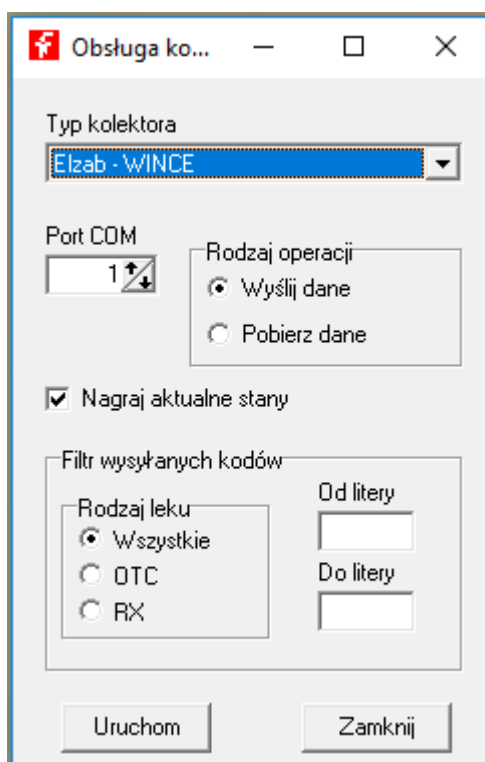 Obsługa ko...
Typ kolektora
Elzab - WINCE
Port COM
1
Rodzaj operacji
Wyślij dane
Pobierz dane
Nagraj aktualne stany
Filtr wysyłanych kodów
Rodzaj leku
Wszystkie
OTC
RX
Od litery
Do litery
Uruchom
Zamknij